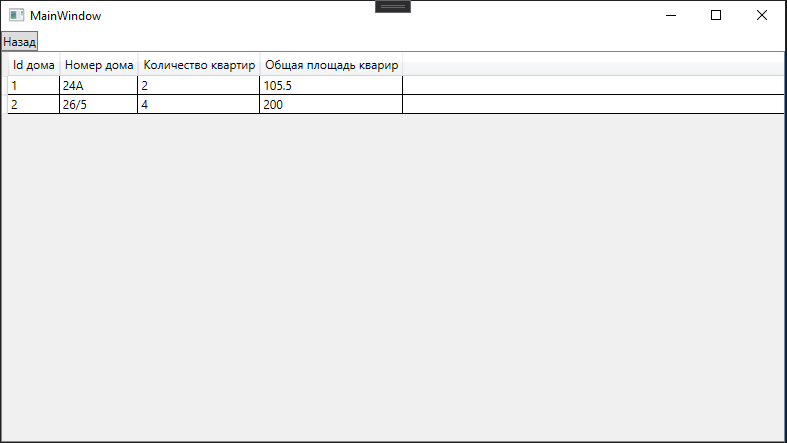 MainWindow
Назад
Id дома Номер дома Количество квартир Общая площадь кварир
1 24А 2 105.5
2 26/5 4 200